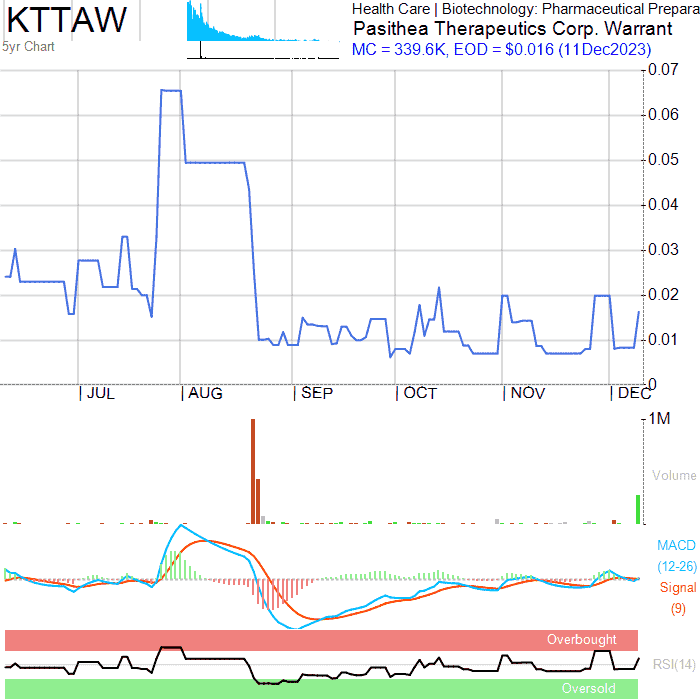 KTTAW
5yr Chart
Health Care | Biotechnology: Pharmaceutical Prepara
Pasithea Therapeutics Corp. Warrant
MC = 339.6K, EOD = $0.016 (11Dec2023)
0.07
0.06
0.05
0.04
0.03
0.02
0.01
0
| JUL | AUG | SEP | OCT | NOV | DEC
1M
Volume
MACD
(12-26)
Signal
(9)
Overbought
RSI(14)
Oversold